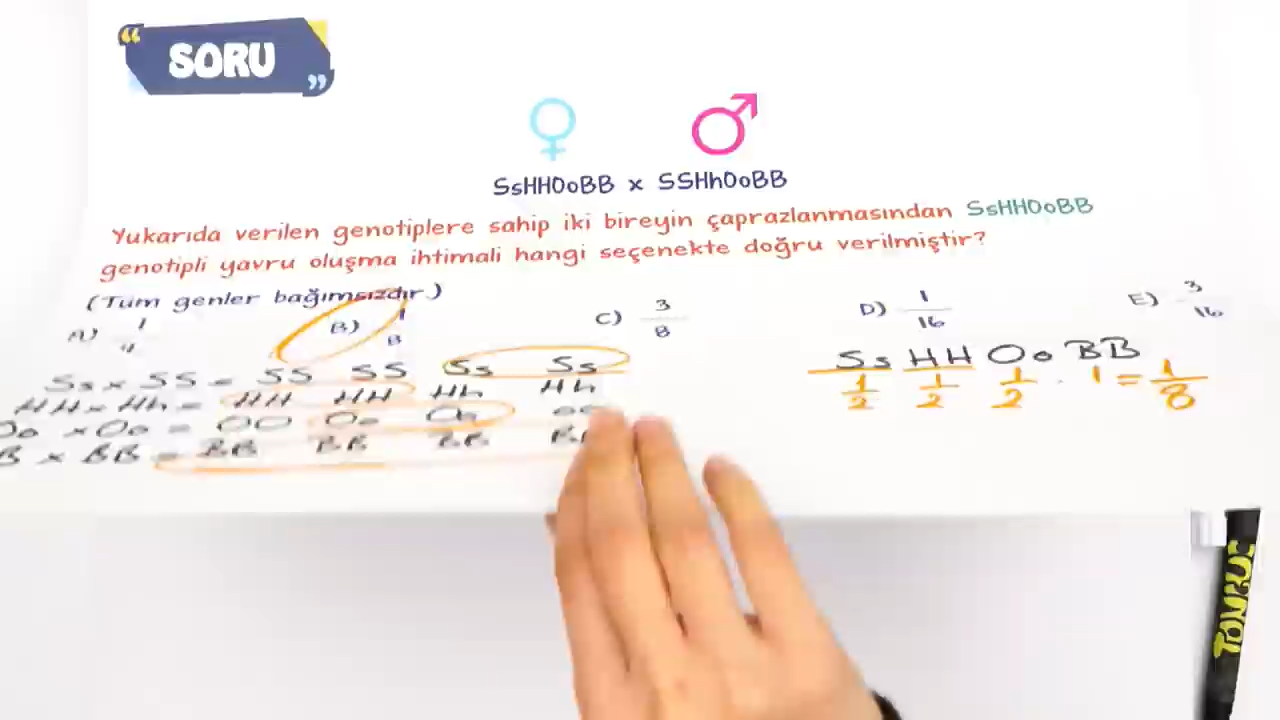 “ SORU ”
SsHHOoBB x SSHhOoBB
Yukarıda verilen genotiplere sahip iki bireyin çaprazlanmasından SsHHOoBB
genotipli yavru oluşma ihtimali hangi seçenekte doğru verilmiştir?
(Tüm genler bağımsızdır.)
A) 1/4 B) 1/8 C) 3/8 D) 1/16 E) 3/16
Ss x SS = SS SS Ss Ss
HH x Hh = HH HH Hh Hh
Oo x Oo = OO Oo Oo oo
B x BB = BB BB BB
Ss HH Oo BB
1/2 1/2 1/2 . 1 = 1/8